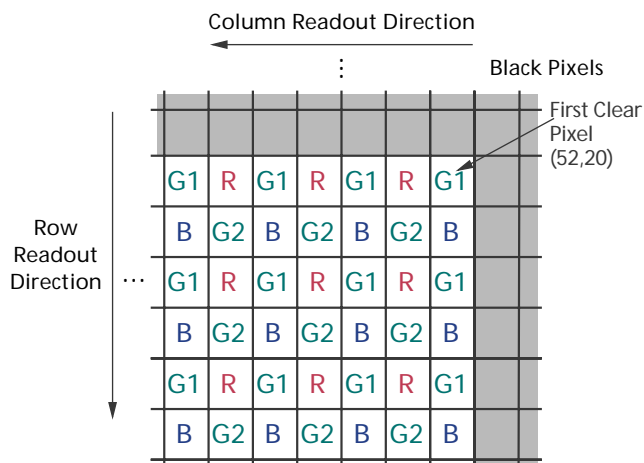 Column Readout Direction
⋮
Black Pixels
First Clear
Pixel
(52,20)
G1 R G1 R G1 R G1
B G2 B G2 B G2 B
Row
Readout
Direction
...
G1 R G1 R G1 R G1
B G2 B G2 B G2 B
G1 R G1 R G1 R G1
B G2 B G2 B G2 B